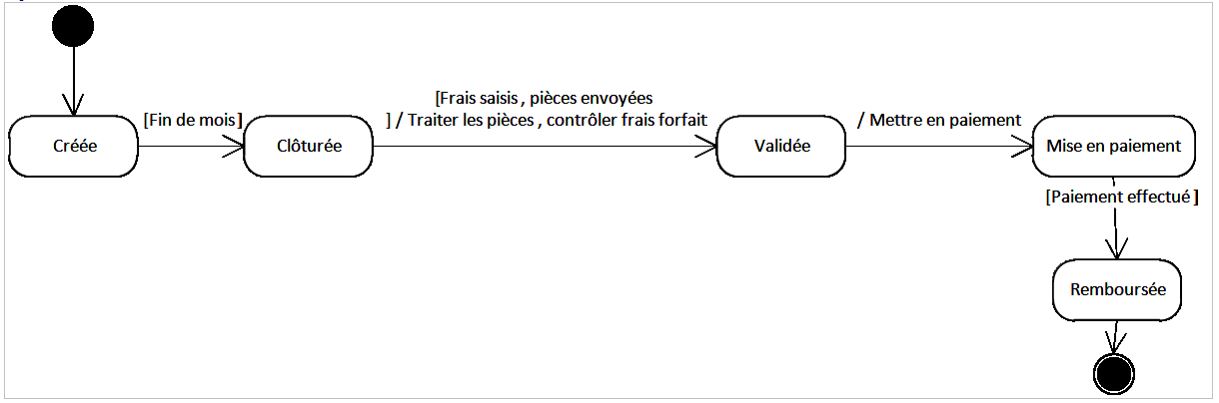 [Frais saisis , pièces envoyées
[Fin de mois]
] / Traiter les pièces , contrôler frais forfait
/ Mettre en paiement
Créée
Clôturée
Validée
Mise en paiement
[Paiement effectué ]
Remboursée